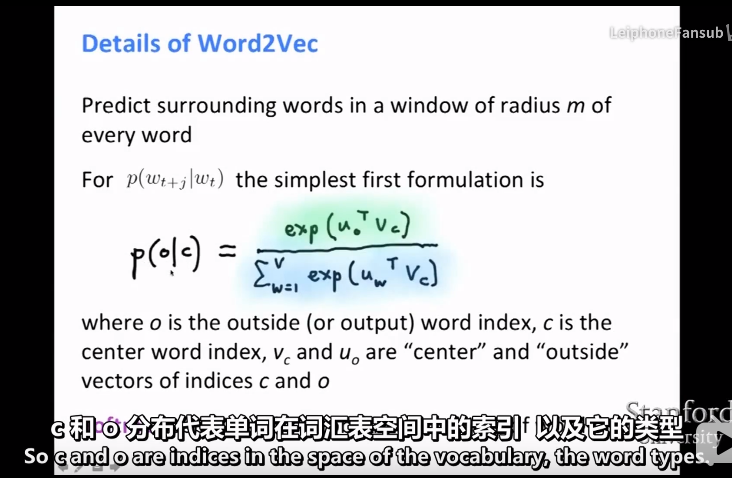 LeiphoneFansub
Details of Word2Vec
Predict surrounding words in a window of radius m of
every word
For p(w_{t+j}|w_t) the simplest first formulation is
p(o|c) = exp(u_o^T v_c) / Σ_{w=1}^V exp(u_w^T v_c)
where o is the outside (or output) word index, c is the
center word index, v_c and u_o are “center” and “outside”
vectors of indices c and o
Stanford
University
c 和 o 分布代表单词在词汇表空间中的索引 以及它的类型
So c and o are indices in the space of the vocabulary, the word types.